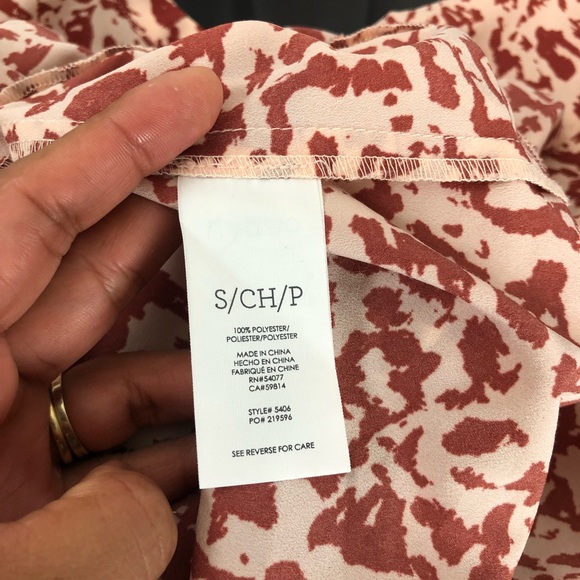 S/CH/P
100% POLYESTER/
POLIESTER/POLYESTER
MADE IN CHINA
HECHO EN CHINA
FABRIQUÉ EN CHINE
RN#54077
CA#59814
STYLE# 5406
PO# 219596
SEE REVERSE FOR CARE